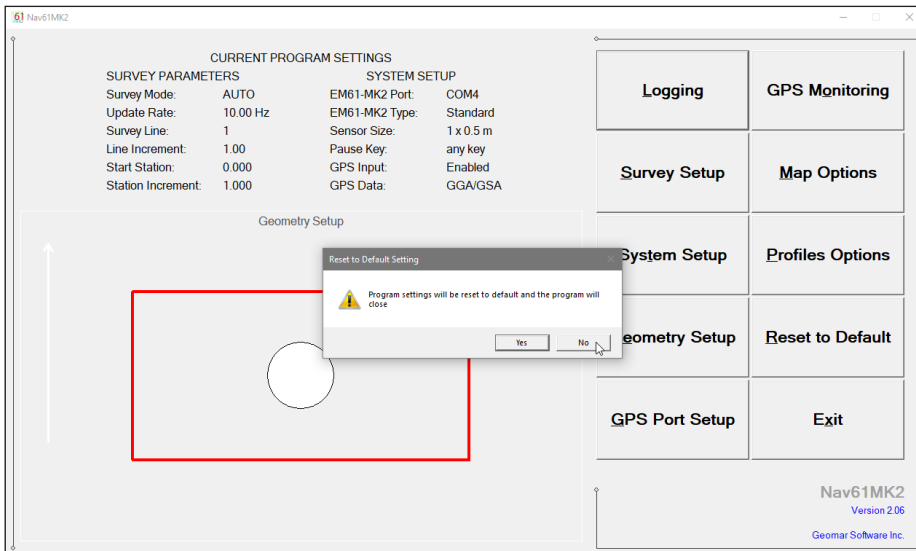 61 Nav61MK2
CURRENT PROGRAM SETTINGS
SURVEY PARAMETERS
Survey Mode: AUTO
Update Rate: 10.00 Hz
Survey Line: 1
Line Increment: 1.00
Start Station: 0.000
Station Increment: 1.000
SYSTEM SETUP
EM61-MK2 Port: COM4
EM61-MK2 Type: Standard
Sensor Size: 1 x 0.5 m
Pause Key: any key
GPS Input: Enabled
GPS Data: GGA/GSA
Geometry Setup
Reset to Default Setting
Program settings will be reset to default and the program will
close
Yes No
Logging
GPS Monitoring
Survey Setup
Map Options
System Setup
Profiles Options
eometry Setup
Reset to Default
GPS Port Setup
Exit
Nav61MK2
Version 2.06
Geomar Software Inc.